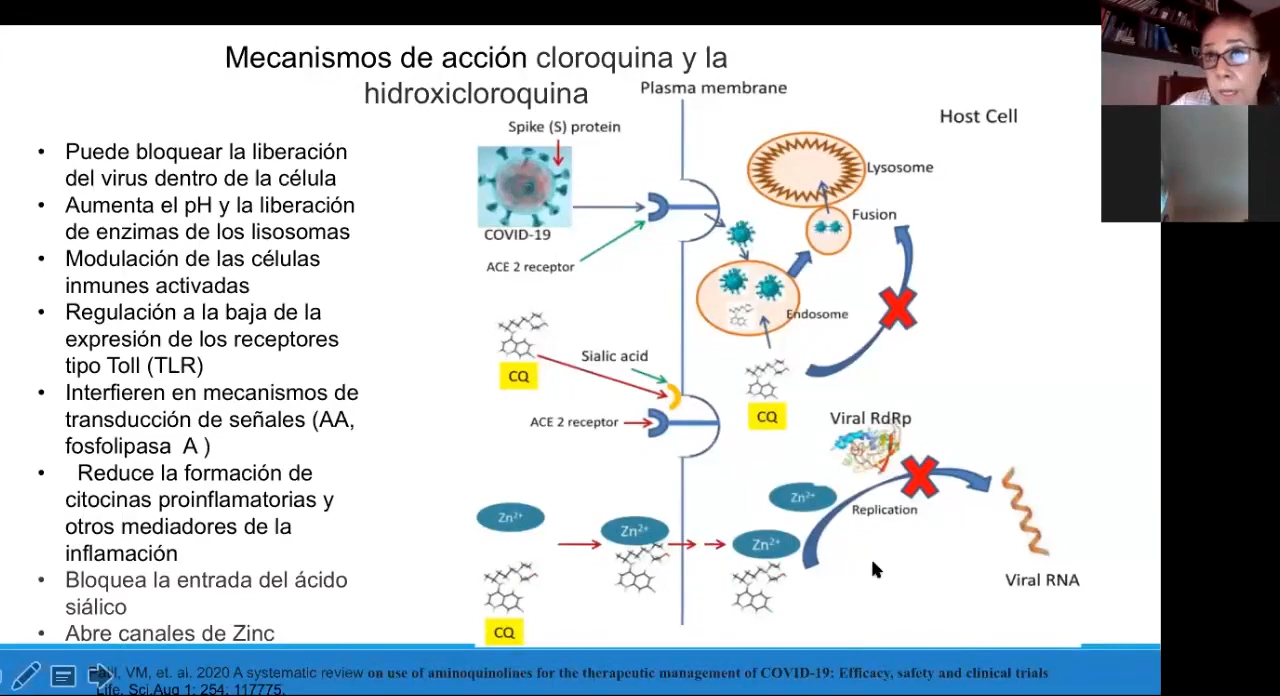 Mecanismos de acción cloroquina y la
hidroxicloroquina
• Puede bloquear la liberación
del virus dentro de la célula
• Aumenta el pH y la liberación
de enzimas de los lisosomas
• Modulación de las células
inmunes activadas
• Regulación a la baja de la
expresión de los receptores
tipo Toll (TLR)
• Interfieren en mecanismos de
transducción de señales (AA,
fosfolipasa A )
• Reduce la formación de
citocinas proinflamatorias y
otros mediadores de la
inflamación
• Bloquea la entrada del ácido
siálico
• Abre canales de Zinc
Plasma membrane
Host Cell
Spike (S) protein
Lysosome
Fusion
COVID-19
ACE 2 receptor
Endosome
Sialic acid
CQ
CQ
ACE 2 receptor
Viral RdRp
Zn²⁺
Zn²⁺
Zn²⁺
Zn²⁺
Replication
Viral RNA
CQ
VM, et. al. 2020 A systematic review on use of aminoquinolines for the therapeutic management of COVID-19: Efficacy, safety and clinical trials
Life. Sci.Aug 1; 254: 117775.